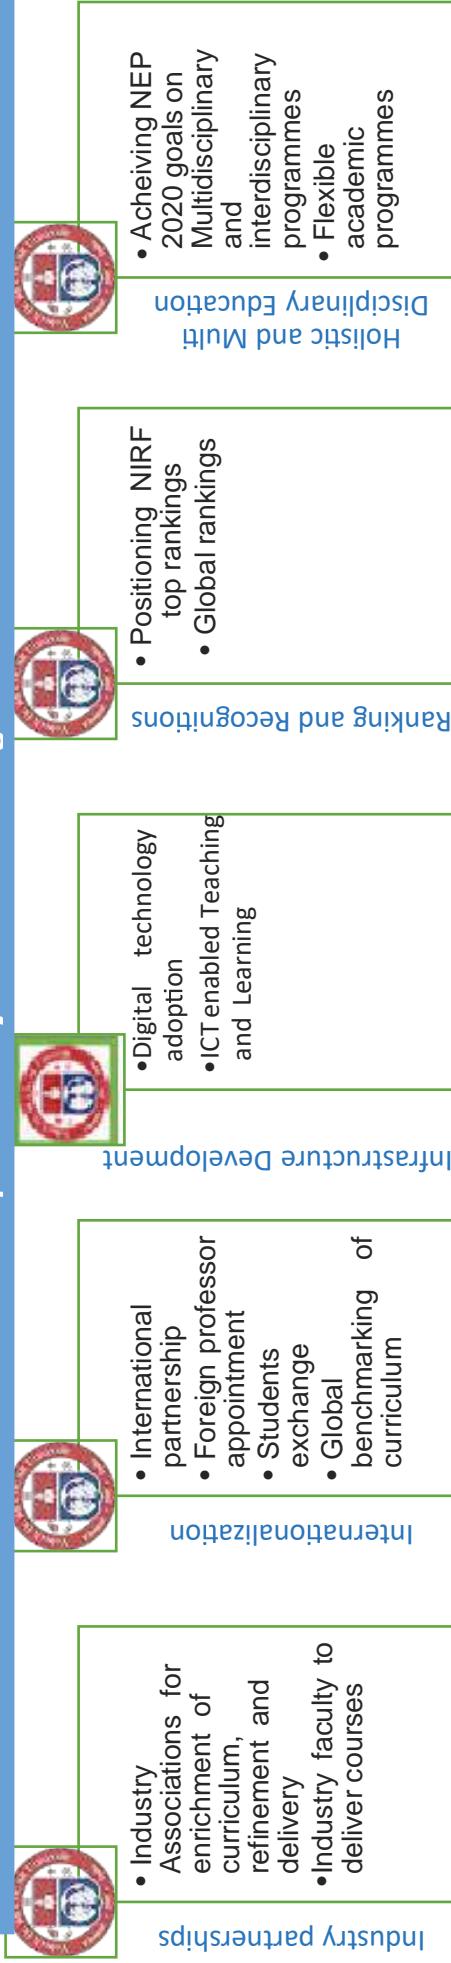 Industry partnerships
• Industry
Associations for
enrichment of
curriculum,
refinement and
delivery
•Industry faculty to
deliver courses
Internationalization
• International
partnership
• Foreign professor
appointment
• Students
exchange
• Global
benchmarking of
curriculum
Infrastructure Development
•Digital technology
adoption
•ICT enabled Teaching
and Learning
Ranking and Recognitions
• Positioning NIRF
top rankings
• Global rankings
Holistic and Multi
Disciplinary Education
• Acheiving NEP
2020 goals on
Multidisciplinary
and
interdisciplinary
programmes
• Flexible
academic
programmes